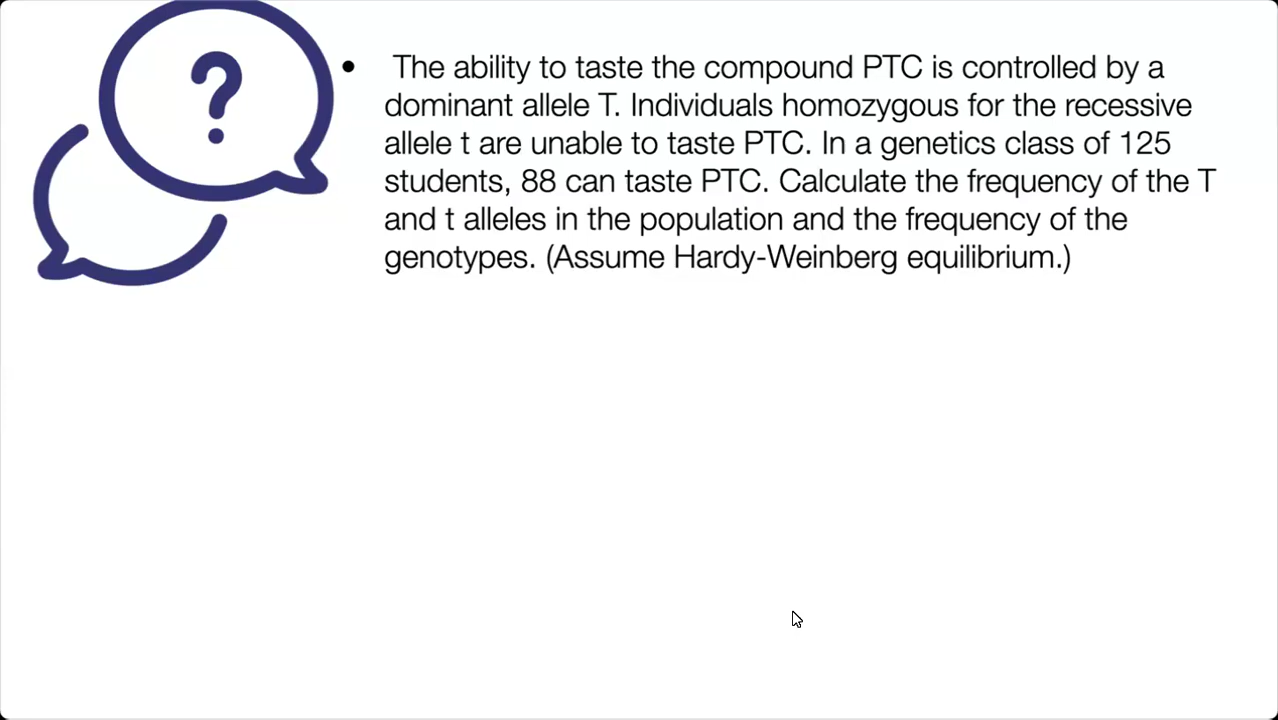 ?
• The ability to taste the compound PTC is controlled by a
dominant allele T. Individuals homozygous for the recessive
allele t are unable to taste PTC. In a genetics class of 125
students, 88 can taste PTC. Calculate the frequency of the T
and t alleles in the population and the frequency of the
genotypes. (Assume Hardy-Weinberg equilibrium.)